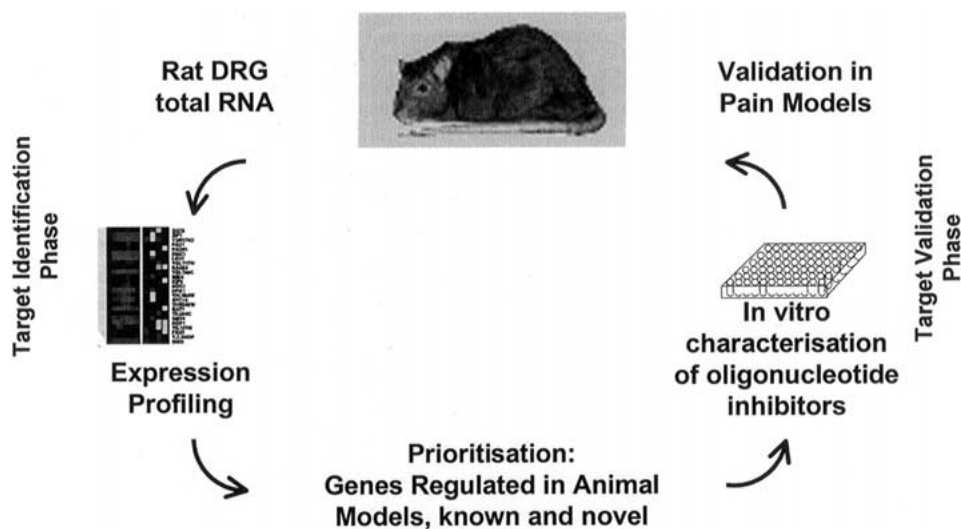 Rat DRG
total RNA
Validation in
Pain Models
Target Identification
Phase
Target Validation
Phase
Expression
Profiling
In vitro
characterisation
of oligonucleotide
inhibitors
Prioritisation:
Genes Regulated in Animal
Models, known and novel